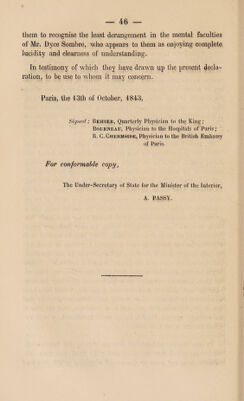 — 46 —
them to recognise the least derangement in the mental faculties
of Mr. Dyce Sombre, who appears to them as enjoying complete
lucidity and clearness of understanding.
In testimony of which they have drawn up the present decla-
ration, to be use to whom it may concern.
Paris, the 13th of October, 1843,
Signed: BEHIER, Quarterly Physician to the King;
BOUNEAU, Physician to the Hospitals of Paris;
R. C. CHERMSIDE, Physician to the British Embassy
of Paris
For conformable copy,
The Under-Secretary of State for the Minister of the Interior,
A. PASSY.